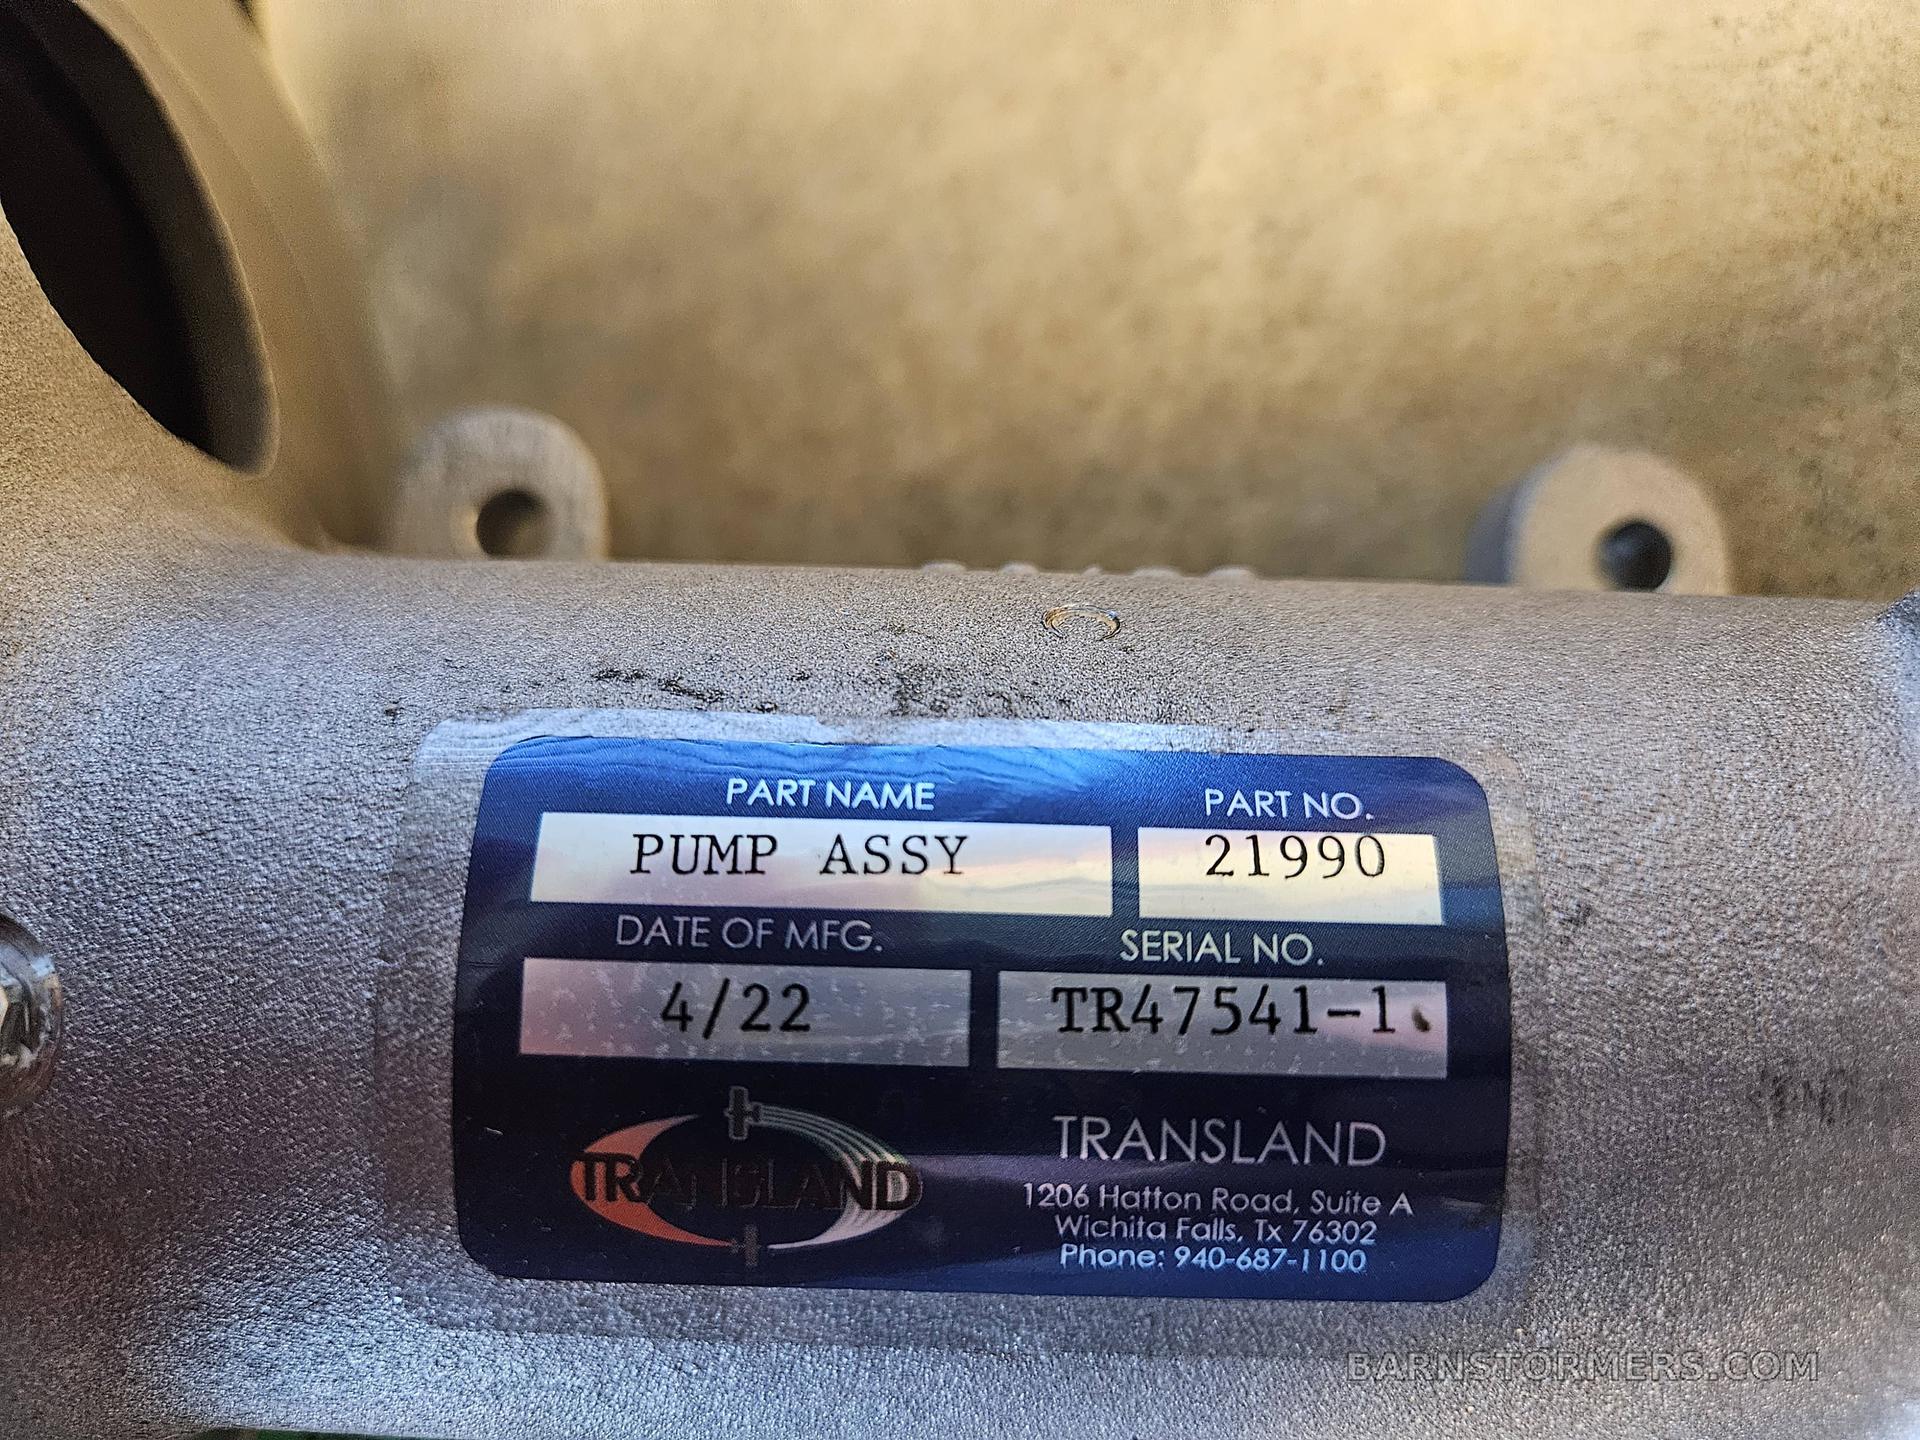 PART NAME
PART NO.
PUMP ASSY
21990
DATE OF MFG.
SERIAL NO.
4/22
TR47541-1
TRANSLAND
TRANSLAND
1206 Hatton Road, Suite A
Wichita Falls, Tx 76302
Phone: 940-687-1100
BARNSTORMERS.COM